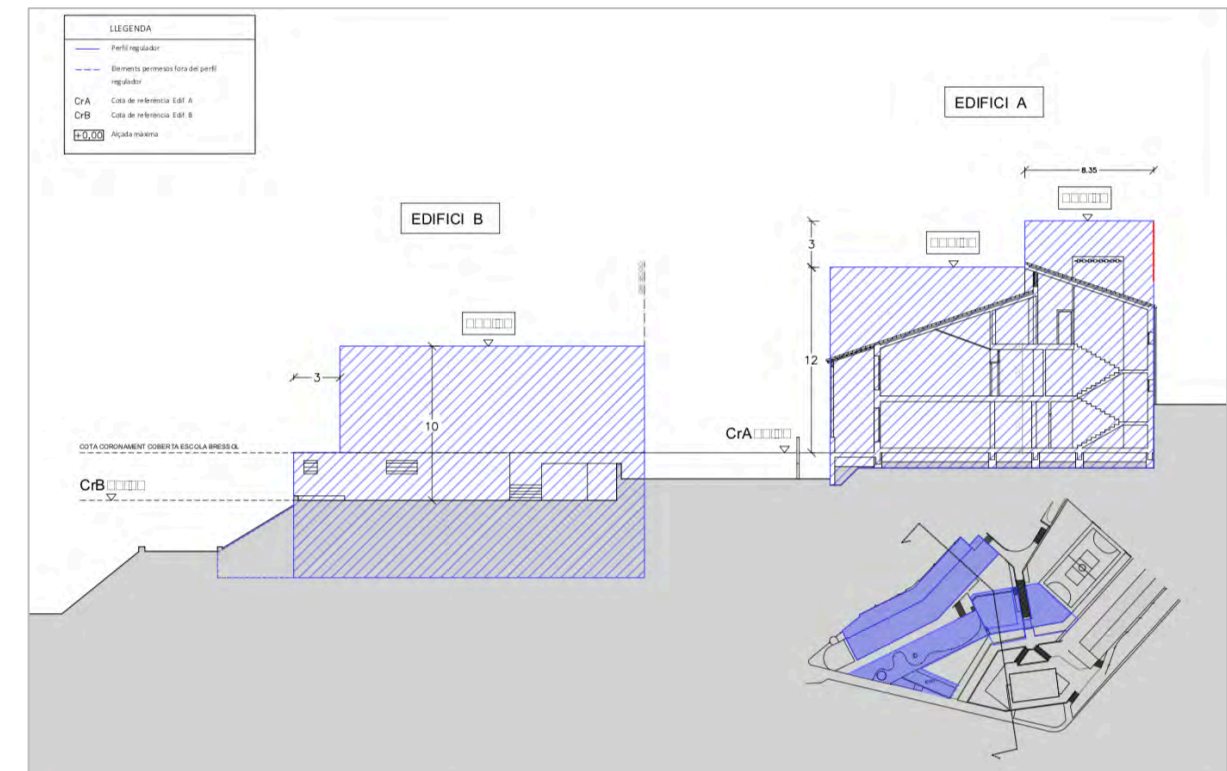 LLEGENDA
Perfil regulador
Elements permesos fora del perfil
regulador
CrA Cota de referència Edif. A
CrB Cota de referència Edif. B
+0,00 Alçada màxima
EDIFICI A
8.35
EDIFICI B
3
3
12
10
CrA
COTA CORONAMENT COBERTA ESCOLA BRESSOL
CrB